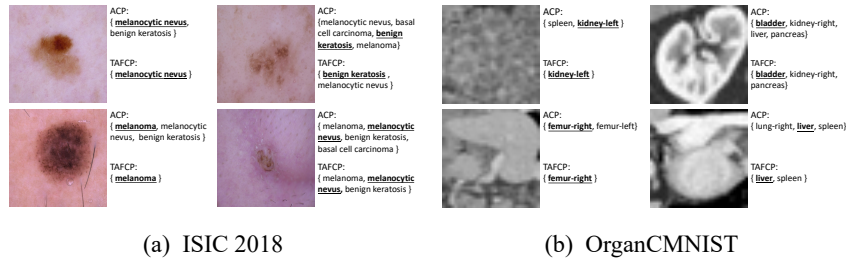 ACP:
{ melanocytic nevus,
benign keratosis }
TAFCP:
{ melanocytic nevus }
ACP:
{melanocytic nevus, basal
cell carcinoma, benign
keratosis, melanoma}
TAFCP:
{ benign keratosis ,
melanocytic nevus }
ACP:
{ melanoma, melanocytic
nevus, benign keratosis }
TAFCP:
{ melanoma }
ACP:
{ melanoma, melanocytic
nevus, benign keratosis,
basal cell carcinoma}
TAFCP:
{ melanoma, melanocytic
nevus, benign keratosis }
(a) ISIC 2018
ACP:
{ spleen, kidney-left }
TAFCP:
{ kidney-left }
ACP:
{ bladder, kidney-right,
liver, pancreas}
TAFCP:
{ bladder, kidney-right,
pancreas}
ACP:
{ femur-right, femur-left}
TAFCP:
{ femur-right }
ACP:
{ lung-right, liver, spleen}
TAFCP:
{ liver, spleen }
(b) OrganCMNIST